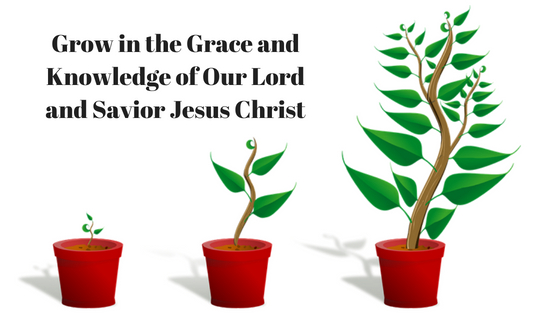 Grow in the Grace and
Knowledge of Our Lord
and Savior Jesus Christ